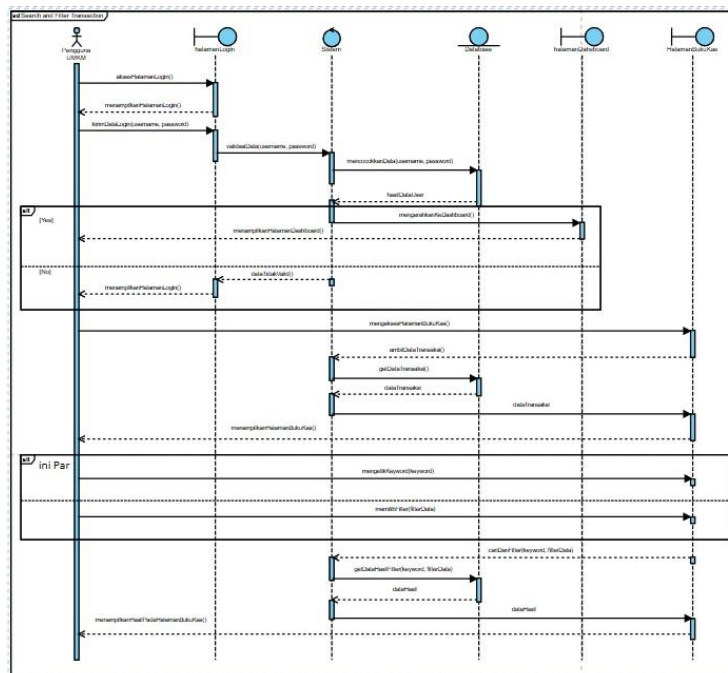 sd Search and Filter Transaction
Pengguna UMKM
halamanLogin
Sistem
Database
halamanDahsboard
HalamanBukuKas
aksesHalamanLogin()
menampilkanHalamanLogin()
kirimDataLogin(username, password)
validasiData(username, password)
mencocokkanData(username, password)
hasilDataUser
alt
[Yes]
mengarahkanKeDashboard()
menampilkanHalamanDashboard()
[No]
dataTidakValid()
menampilkanHalamanLogin()
mengaksesHalamanBukuKas()
ambilDataTransaksi()
getDataTransaksi()
dataTransaksi
dataTransaksi
menampilkanHalamanBukuKas()
alt
ini Par
mengetikKeyword(keyword)
memilihFilter(filterData)
cariDanFilter(keyword, filterData)
getDataHasilFilter(keyword, filterData)
dataHasil
dataHasil
menampilkanHasilPadaHalamanBukuKas()